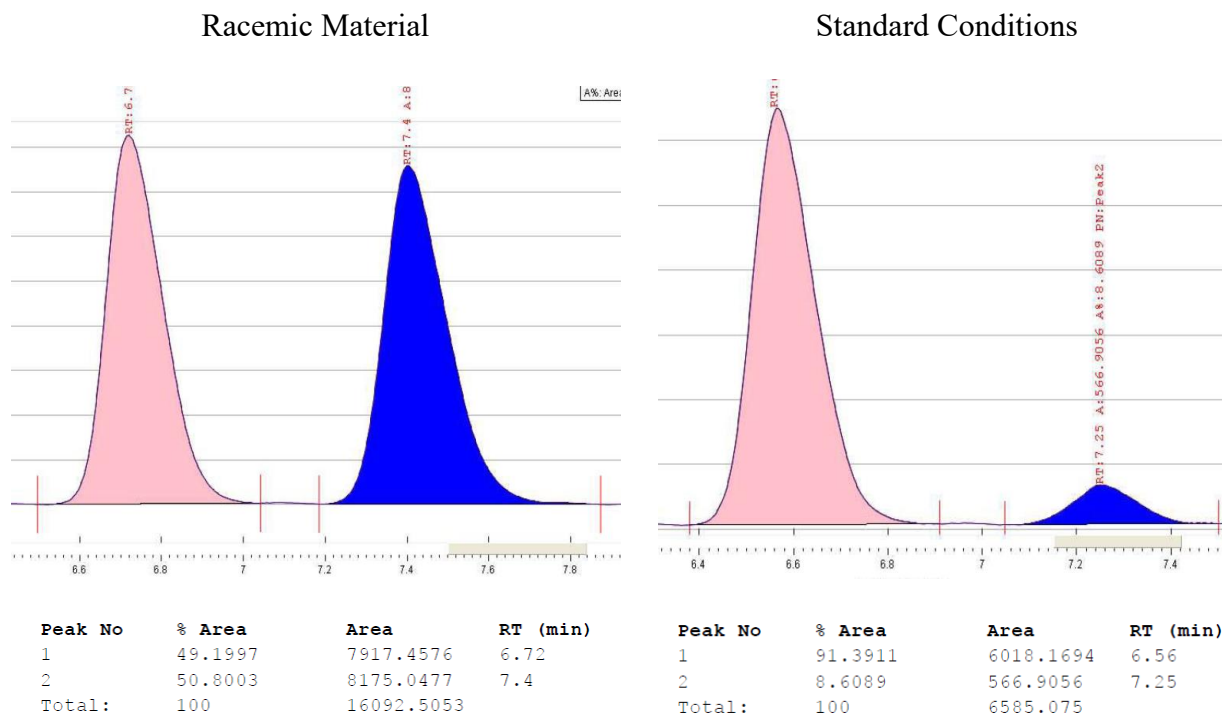 Racemic Material
Standard Conditions
A%: Area
RT:6.7
RT:7.4 A:8
6.6 6.8 7 7.2 7.4 7.6 7.8
Peak No % Area Area RT (min)
1 49.1997 7917.4576 6.72
2 50.8003 8175.0477 7.4
Total: 100 16092.5053
RT:
RT:7.25 A:566.9056 A%:8.6089 PN:Peak2
6.4 6.6 6.8 7 7.2 7.4
Peak No % Area Area RT (min)
1 91.3911 6018.1694 6.56
2 8.6089 566.9056 7.25
Total: 100 6585.075